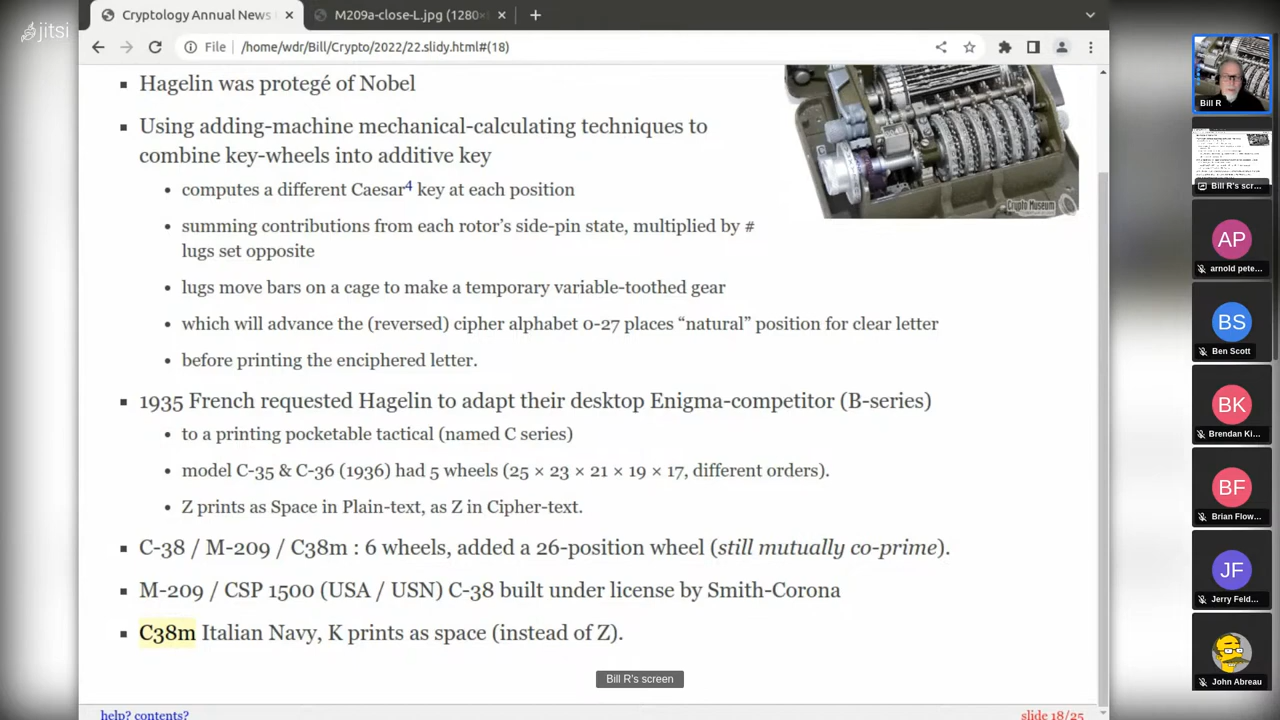 jitsi
Cryptology Annual News
M209a-close-L.jpg (1280×
File /home/wdr/Bill/Crypto/2022/22.slidy.html#(18)
Hagelin was protegé of Nobel
Using adding-machine mechanical-calculating techniques to
combine key-wheels into additive key
computes a different Caesar4 key at each position
summing contributions from each rotor’s side-pin state, multiplied by #
lugs set opposite
lugs move bars on a cage to make a temporary variable-toothed gear
which will advance the (reversed) cipher alphabet 0-27 places “natural” position for clear letter
before printing the enciphered letter.
1935 French requested Hagelin to adapt their desktop Enigma-competitor (B-series)
to a printing pocketable tactical (named C series)
model C-35 & C-36 (1936) had 5 wheels (25 × 23 × 21 × 19 × 17, different orders).
Z prints as Space in Plain-text, as Z in Cipher-text.
C-38 / M-209 / C38m : 6 wheels, added a 26-position wheel (still mutually co-prime).
M-209 / CSP 1500 (USA / USN) C-38 built under license by Smith-Corona
C38m Italian Navy, K prints as space (instead of Z).
Crypto Museum
Bill R's screen
help? contents?
slide 18/25
Bill R
Bill R's scr...
AP
arnold pete...
BS
Ben Scott
BK
Brendan Ki...
BF
Brian Flow...
JF
Jerry Feld...
John Abreau